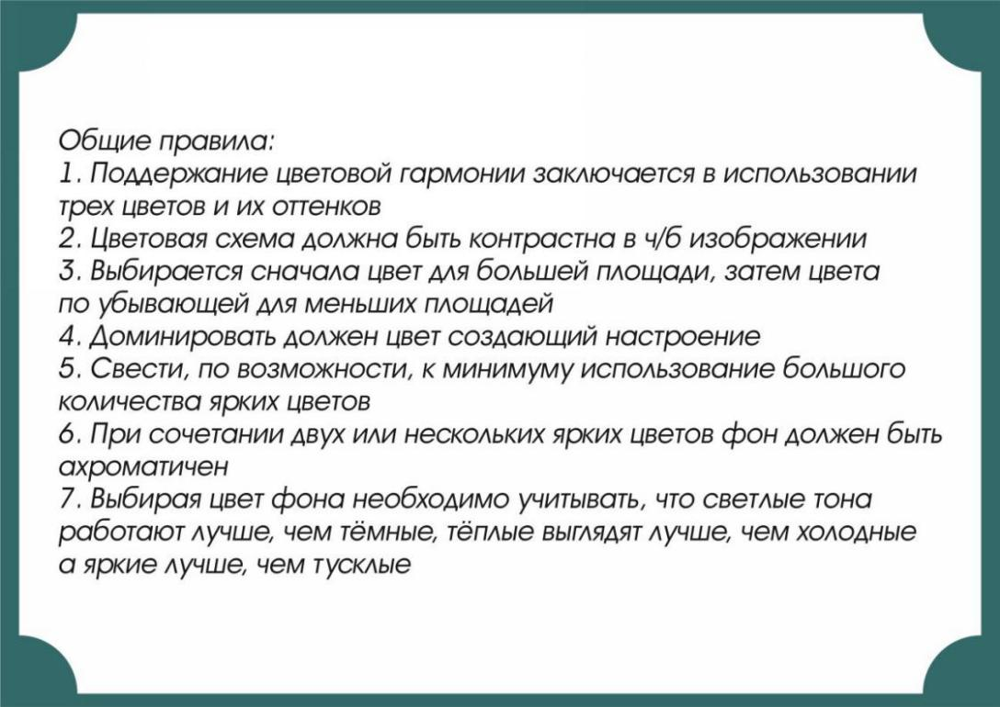 Общие правила:
1. Поддержание цветовой гармонии заключается в использовании
трех цветов и их оттенков
2. Цветовая схема должна быть контрастна в ч/б изображении
3. Выбирается сначала цвет для большей площади, затем цвета
по убывающей для меньших площадей
4. Доминировать должен цвет создающий настроение
5. Свести, по возможности, к минимуму использование большого
количества ярких цветов
6. При сочетании двух или нескольких ярких цветов фон должен быть
ахроматичен
7. Выбирая цвет фона необходимо учитывать, что светлые тона
работают лучше, чем тёмные, тёплые выглядят лучше, чем холодные
а яркие лучше, чем тусклые